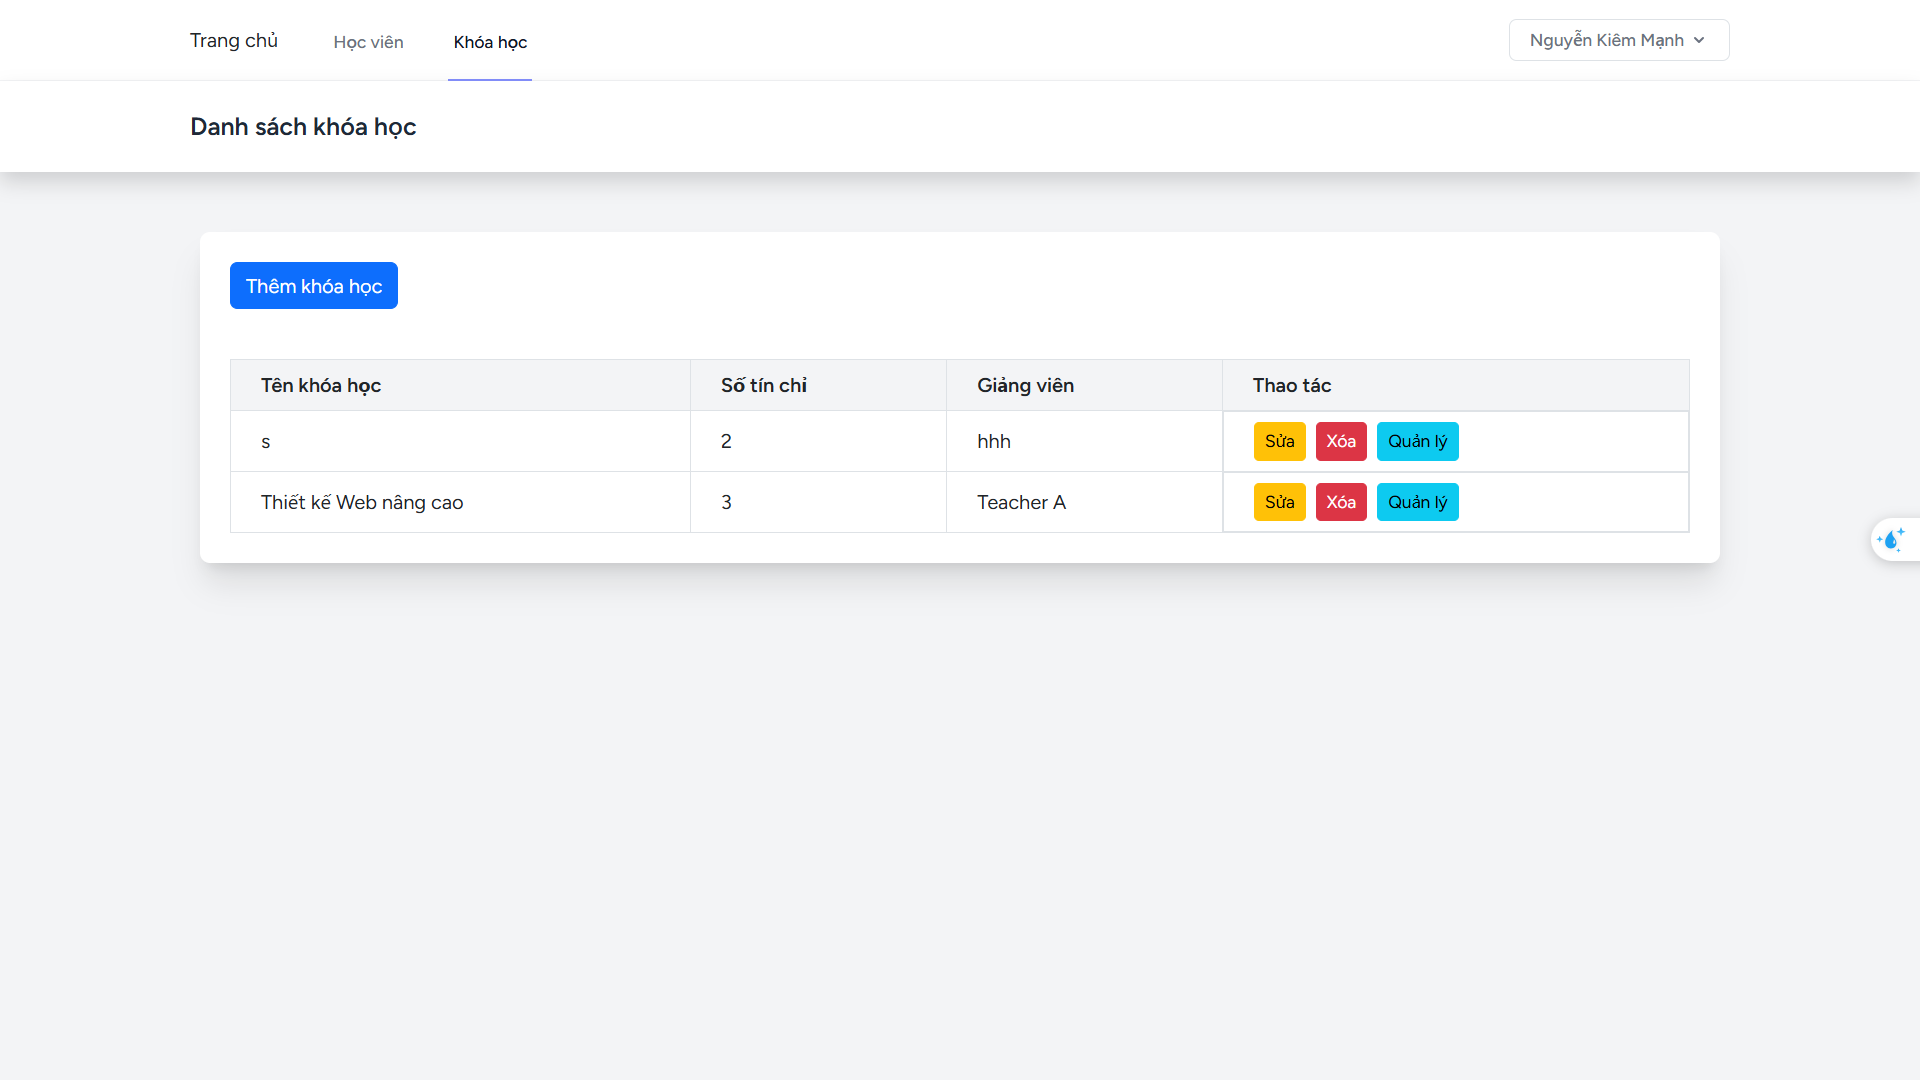 Trang chủ Học viên Khóa học Nguyễn Kiêm Mạnh
Danh sách khóa học
Thêm khóa học
Tên khóa học Số tín chỉ Giảng viên Thao tác
s 2 hhh Sửa Xóa Quản lý
Thiết kế Web nâng cao 3 Teacher A Sửa Xóa Quản lý